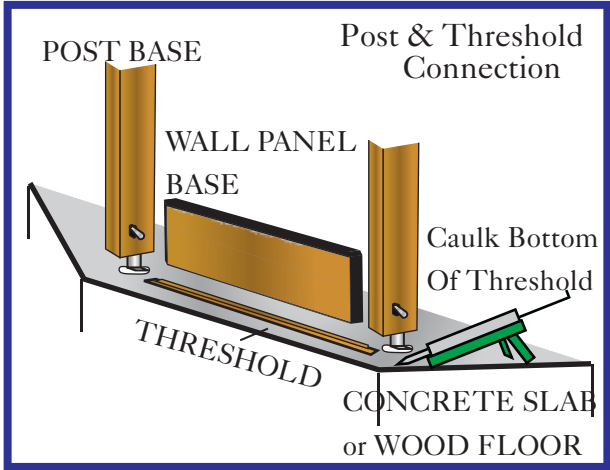 Post & Threshold
Connection
POST BASE
WALL PANEL
BASE
Caulk Bottom
Of Threshold
THRESHOLD
CONCRETE SLAB
or WOOD FLOOR